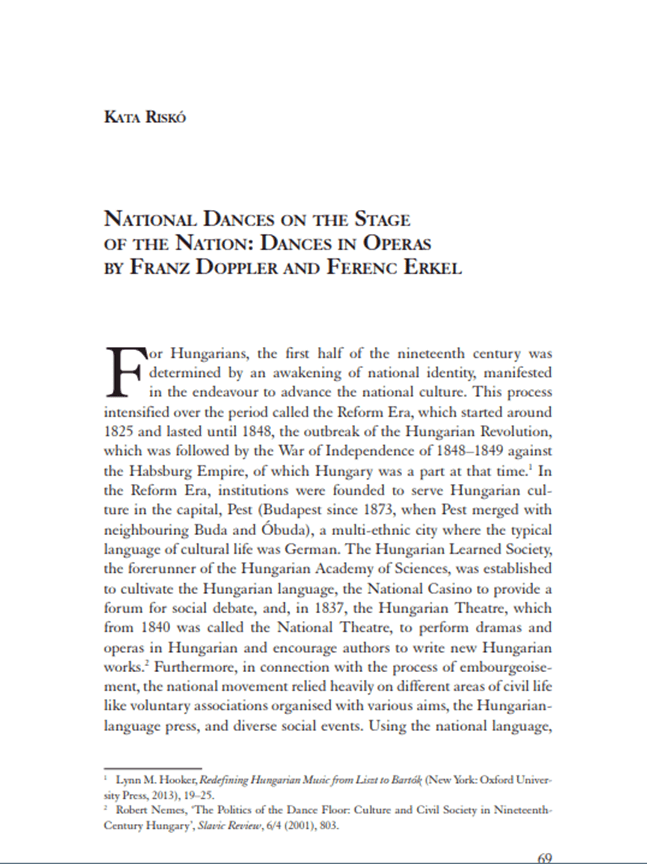 KATA RISKÓ
NATIONAL DANCES ON THE STAGE
OF THE NATION: DANCES IN OPERAS
BY FRANZ DOPPLER AND FERENC ERKEL
For Hungarians, the first half of the nineteenth century was
determined by an awakening of national identity, manifested
in the endeavour to advance the national culture. This process
intensified over the period called the Reform Era, which started around
1825 and lasted until 1848, the outbreak of the Hungarian Revolution,
which was followed by the War of Independence of 1848–1849 against
the Habsburg Empire, of which Hungary was a part at that time.¹ In
the Reform Era, institutions were founded to serve Hungarian cul-
ture in the capital, Pest (Budapest since 1873, when Pest merged with
neighbouring Buda and Óbuda), a multi-ethnic city where the typical
language of cultural life was German. The Hungarian Learned Society,
the forerunner of the Hungarian Academy of Sciences, was established
to cultivate the Hungarian language, the National Casino to provide a
forum for social debate, and, in 1837, the Hungarian Theatre, which
from 1840 was called the National Theatre, to perform dramas and
operas in Hungarian and encourage authors to write new Hungarian
works.² Furthermore, in connection with the process of embourgeoise-
ment, the national movement relied heavily on different areas of civil life
like voluntary associations organised with various aims, the Hungarian-
language press, and diverse social events. Using the national language,
¹ Lynn M. Hooker, Redefining Hungarian Music from Liszt to Bartók (New York: Oxford Univer-
sity Press, 2013), 19–25.
² Robert Nemes, 'The Politics of the Dance Floor: Culture and Civil Society in Nineteenth-
Century Hungary', Slavic Review, 6/4 (2001), 803.
69